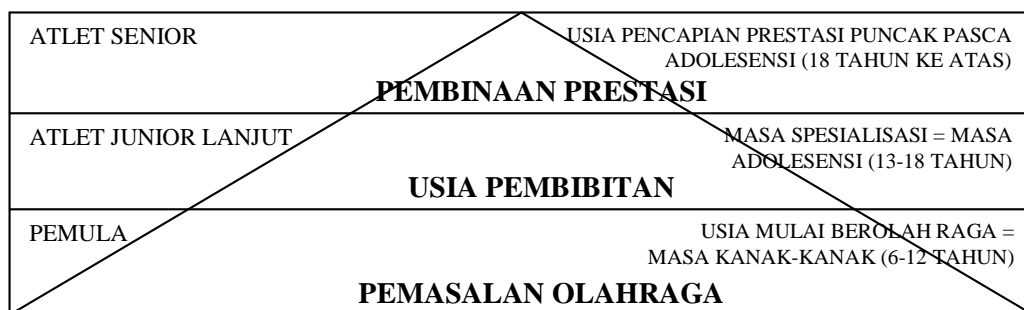 ATLET SENIOR
USIA PENCAPIAN PRESTASI PUNCAK PASCA
ADOLESENSI (18 TAHUN KE ATAS)
PEMBINAAN PRESTASI
ATLET JUNIOR LANJUT
MASA SPESIALISASI = MASA
ADOLESENSI (13-18 TAHUN)
USIA PEMBIBITAN
PEMULA
USIA MULAI BEROLAH RAGA =
MASA KANAK-KANAK (6-12 TAHUN)
PEMASALAN OLAHRAGA